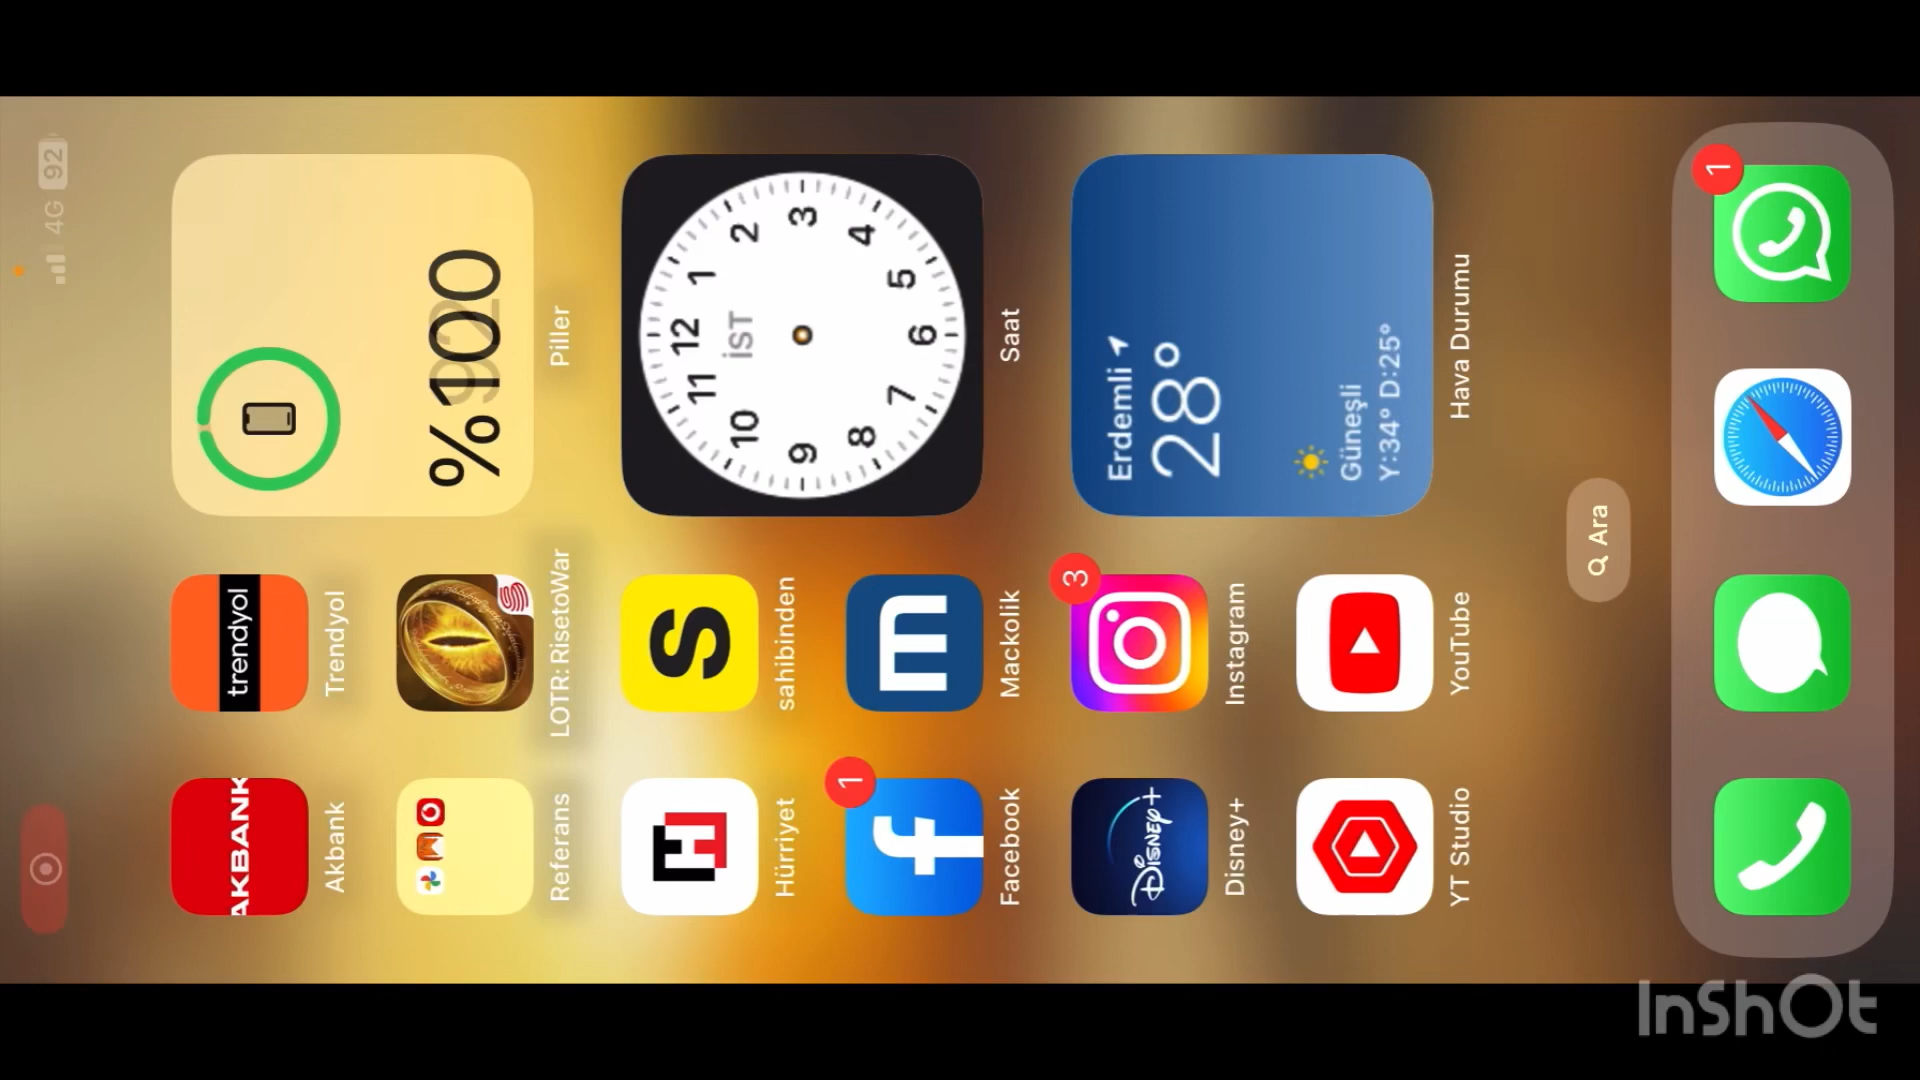 4G 92
AKBANK
Akbank
trendyol
Trendyol
%100
Piller
Referans
LOTR: RisetoWar
H
Hürriyet
S
sahibinden
12
1
2
3
4
5
6
7
8
9
10
11
İST
Saat
1
f
Facebook
m
Mackolik
3
Instagram
Disney+
Disney+
Erdemli
28°
Güneşli
Y:34° D:25°
Hava Durumu
YT Studio
YouTube
Ara
1
InShOt